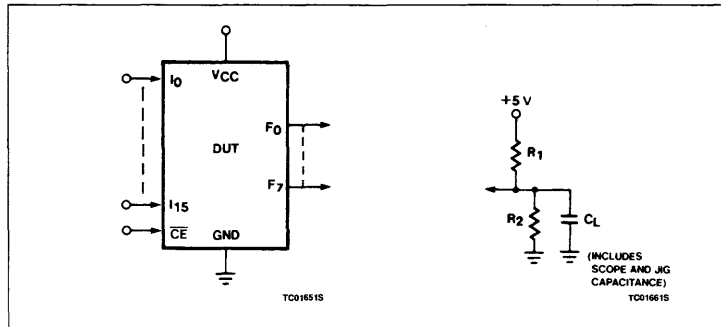 VCC
I0
F0
DUT
F7
I15
CE GND
TC01651S
+5 V
R1
R2 CL
(INCLUDES
SCOPE AND JIG
CAPACITANCE)
TC01661S